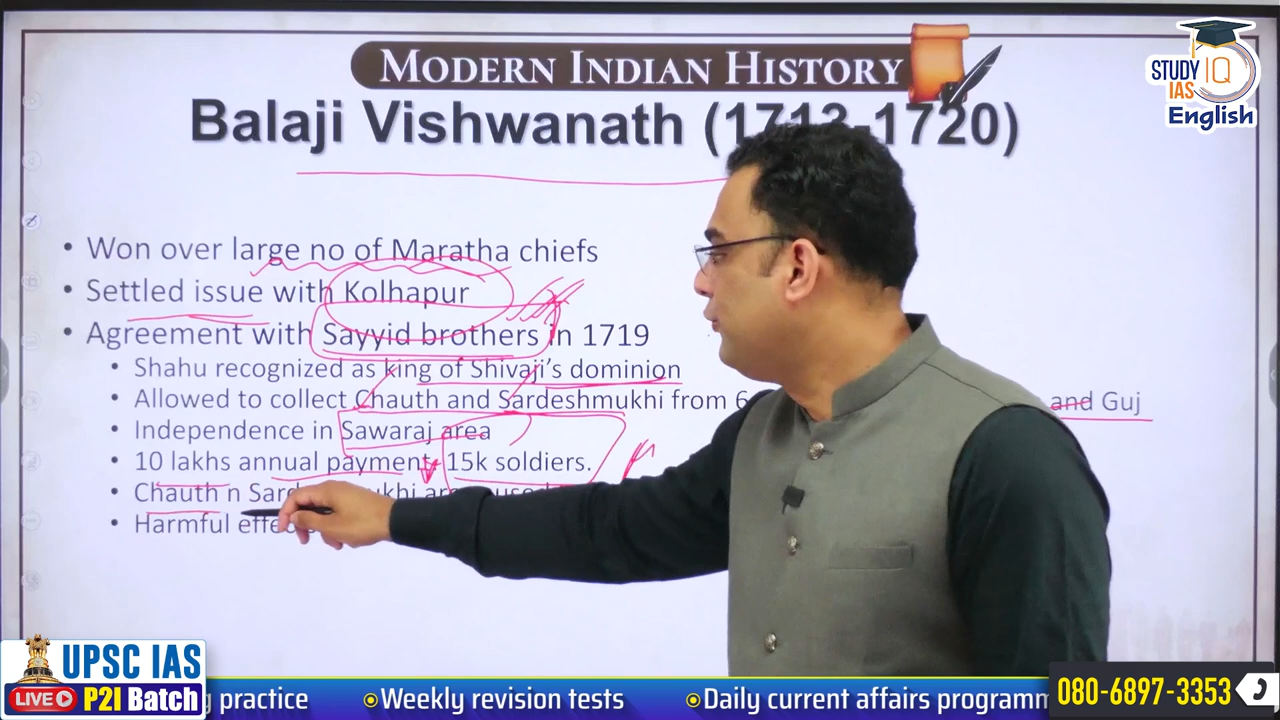 MODERN INDIAN HISTORY
STUDY IQ
IAS
English
Balaji Vishwanath (1713-1720)
Won over large no of Maratha chiefs
Settled issue with Kolhapur
Agreement with Sayyid brothers in 1719
Shahu recognized as king of Shivaji's dominion
Allowed to collect Chauth and Sardeshmukhi from 6 and Guj
Independence in Sawaraj area
10 lakhs annual payment 15k soldiers.
Chauth n
Harmful
UPSC IAS
LIVE P2I Batch
practice Weekly revision tests Daily current affairs
080-6897-3353